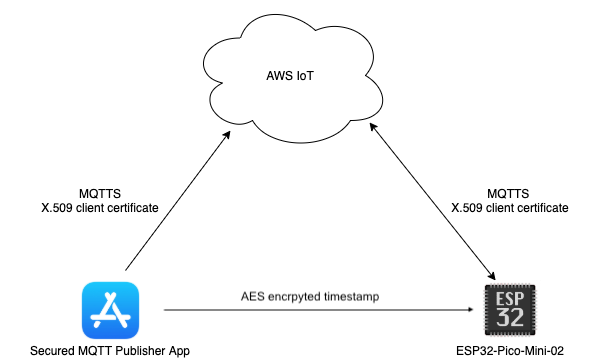 AWS IoT
MQTTS
X.509 client certificate
MQTTS
X.509 client certificate
AES encrpyted timestamp
ESP
32
Secured MQTT Publisher App
ESP32-Pico-Mini-02